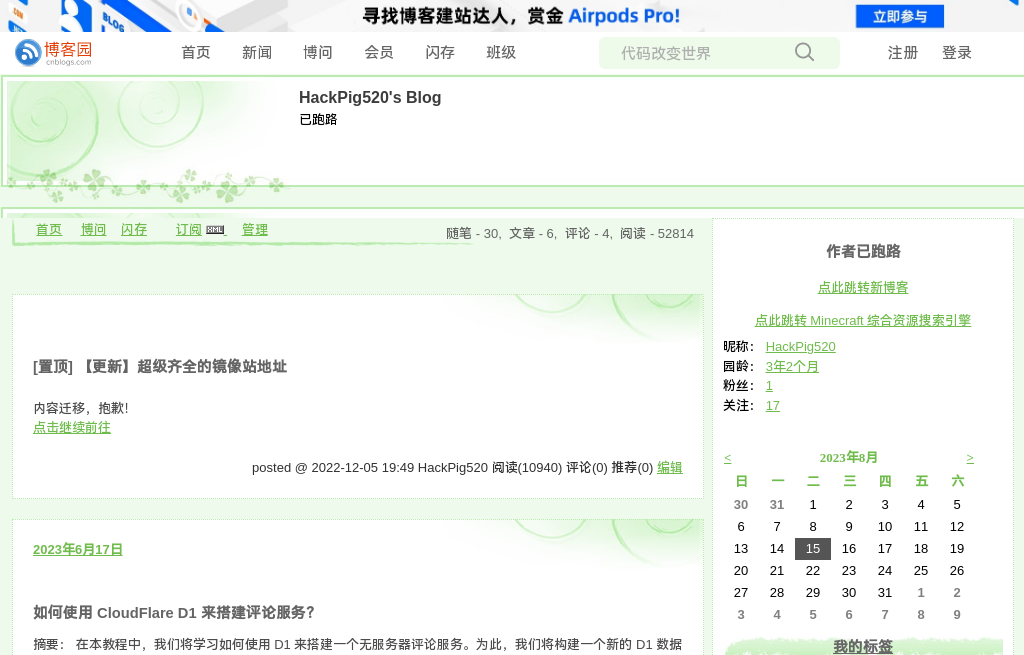 寻找博客建站达人，赏金 Airpods Pro!
立即参与
BLOG
博客园
cnblogs.com
首页 新闻 博问 会员 闪存 班级
代码改变世界
注册 登录
HackPig520's Blog
已跑路
首页 博问 闪存 订阅 XML 管理
随笔 - 30, 文章 - 6, 评论 - 4, 阅读 - 52814
[置顶] 【更新】超级齐全的镜像站地址
内容迁移，抱歉！
点击继续前往
posted @ 2022-12-05 19:49 HackPig520 阅读(10940) 评论(0) 推荐(0) 编辑
2023年6月17日
如何使用 CloudFlare D1 来搭建评论服务？
摘要： 在本教程中，我们将学习如何使用 D1 来搭建一个无服务器评论服务。为此，我们将构建一个新的 D1 数据
作者已跑路
点此跳转新博客
点此跳转 Minecraft 综合资源搜索引擎
昵称： HackPig520
园龄： 3年2个月
粉丝： 1
关注： 17
< 2023年8月 >
日 一 二 三 四 五 六
30 31 1 2 3 4 5
6 7 8 9 10 11 12
13 14 15 16 17 18 19
20 21 22 23 24 25 26
27 28 29 30 31 1 2
3 4 5 6 7 8 9
我的标签